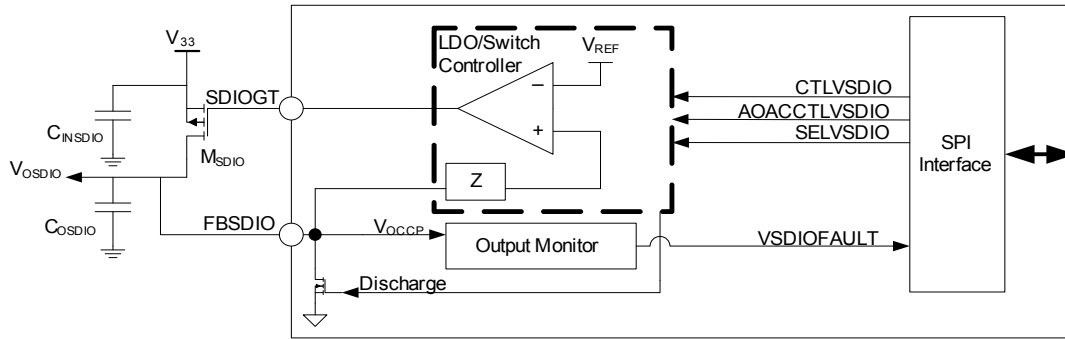 V33
SDIOGT
CINSDIO
MSDIO
VOSDIO
COSDIO
FBSDIO
LDO/Switch
Controller
VREF
−
+
Z
VOCCP
Output Monitor
Discharge
CTLVSDIO
AOACCTLVSDIO
SELVSDIO
VSDIOFAULT
SPI
Interface